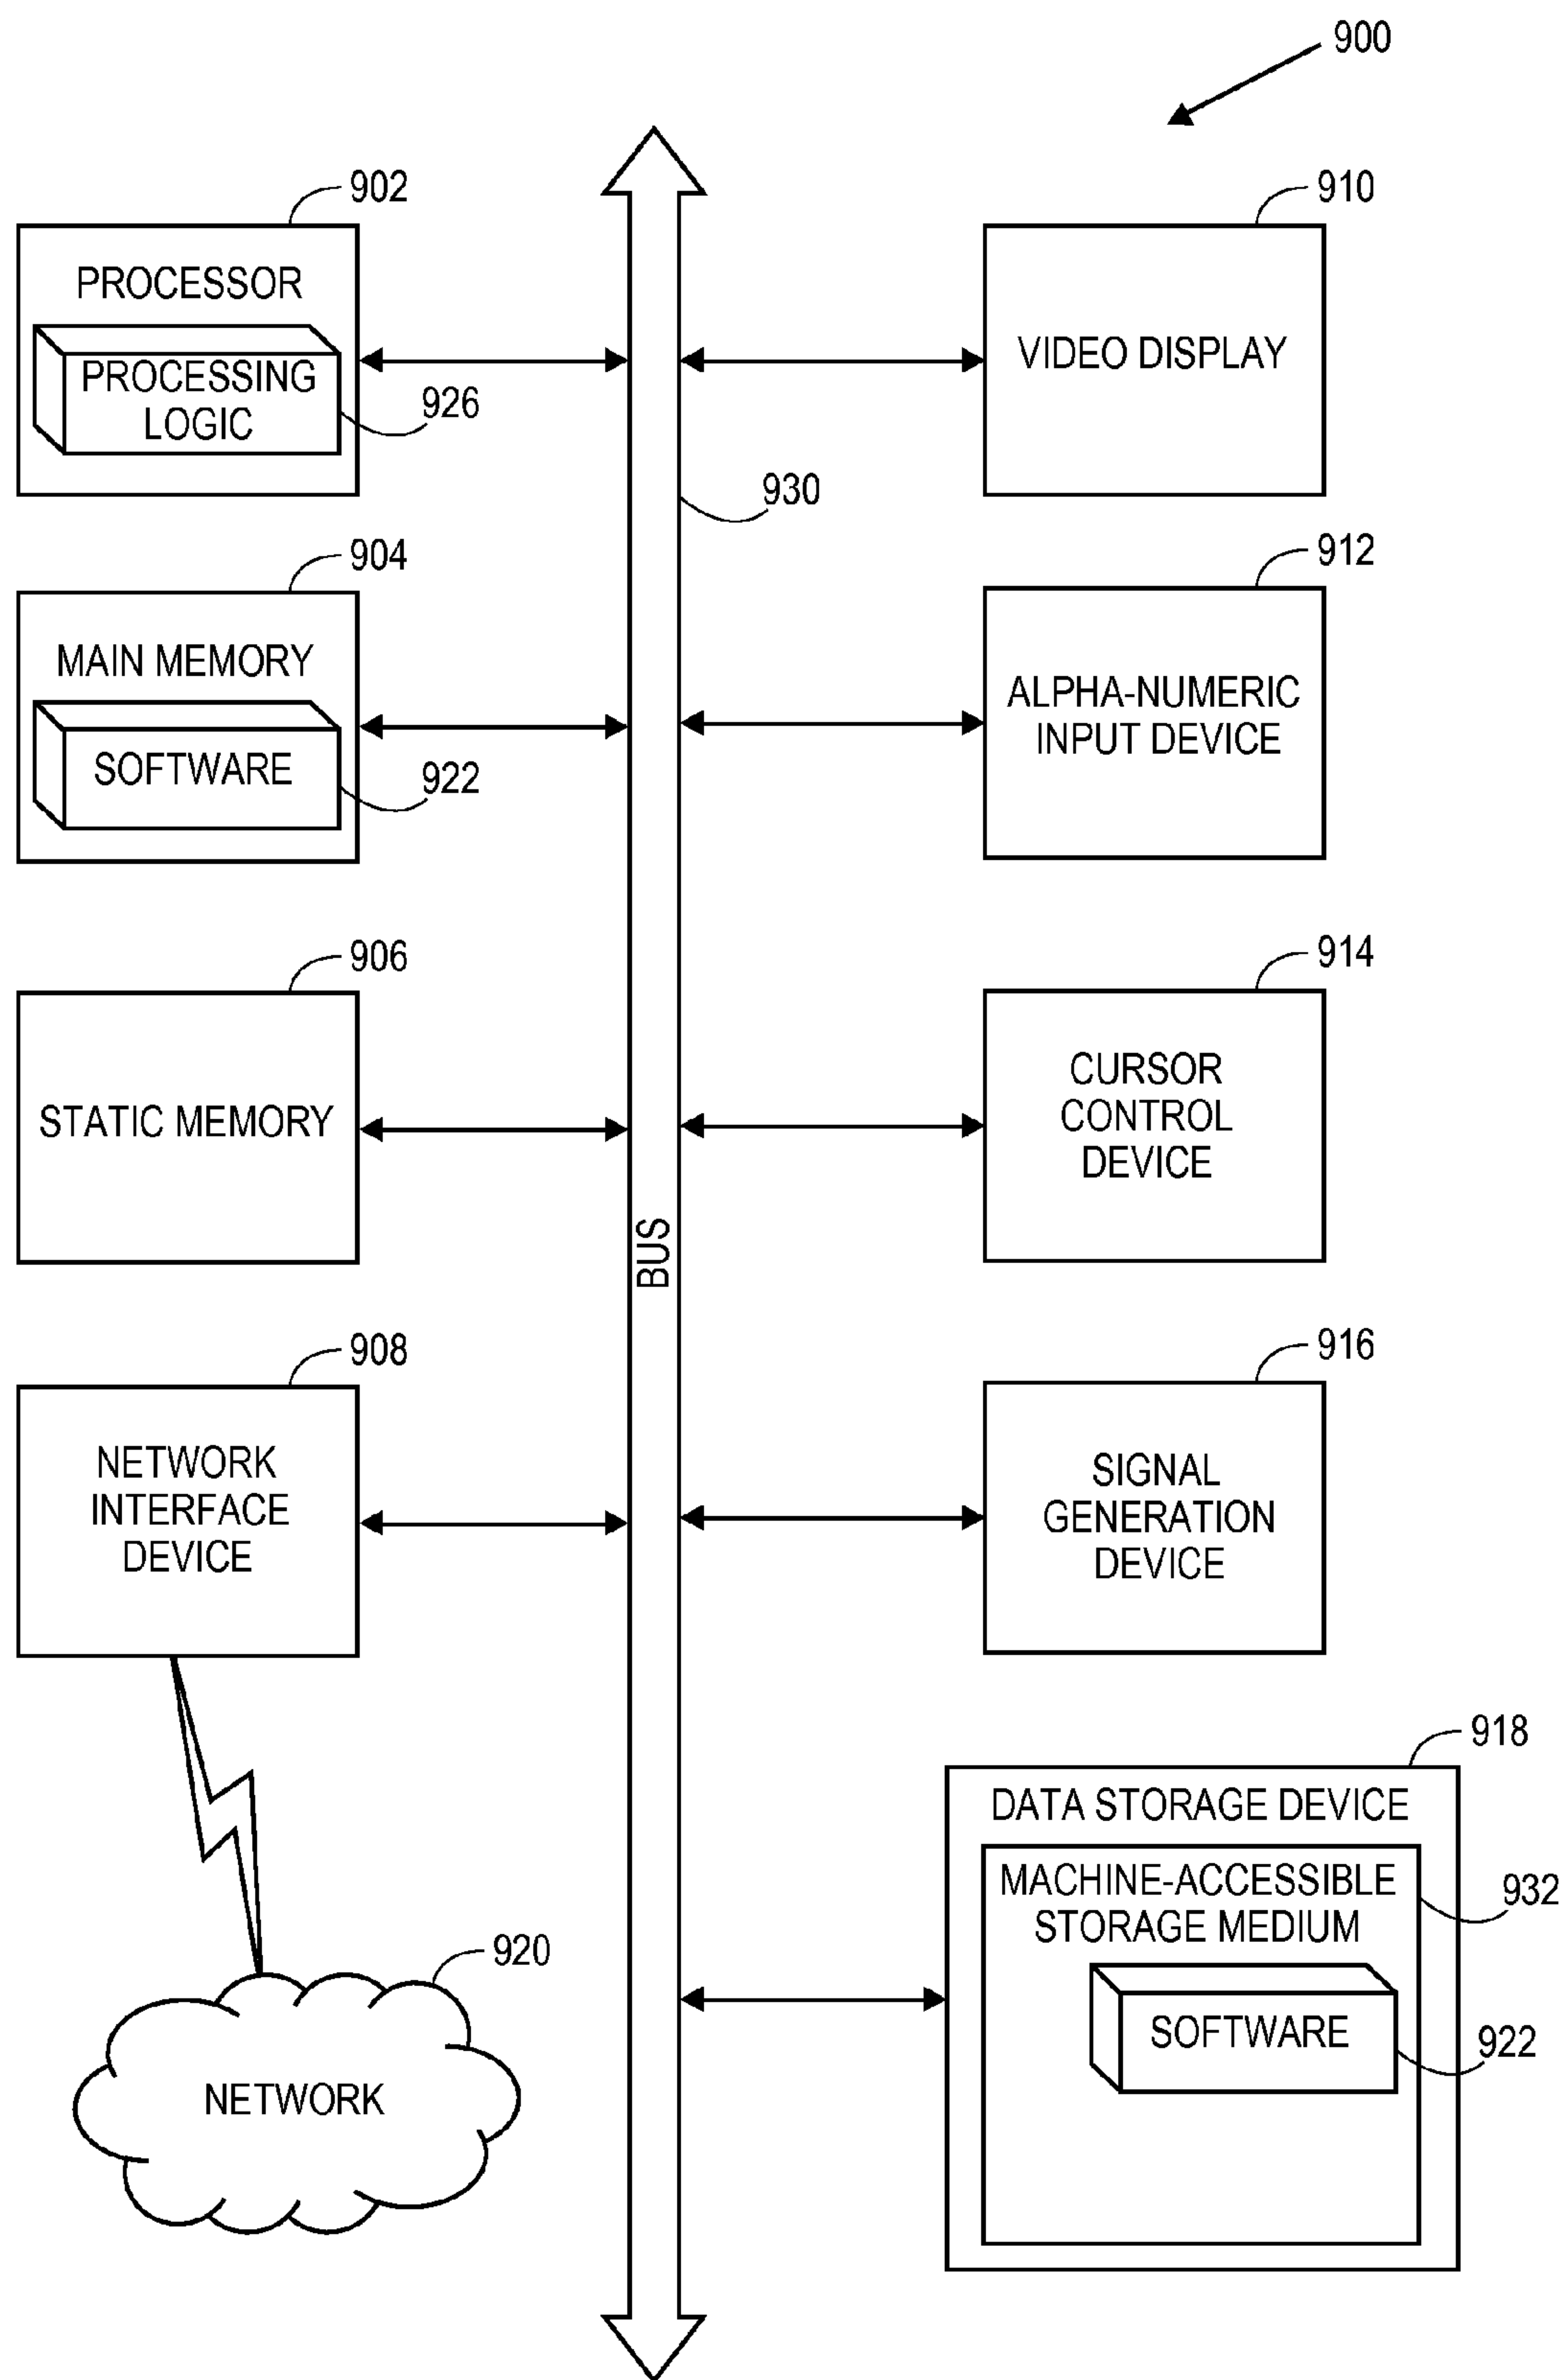 900
902
PROCESSOR
PROCESSING
LOGIC
926
904
MAIN MEMORY
SOFTWARE
922
906
STATIC MEMORY
908
NETWORK
INTERFACE
DEVICE
920
NETWORK
930
BUS
910
VIDEO DISPLAY
912
ALPHA-NUMERIC
INPUT DEVICE
914
CURSOR
CONTROL
DEVICE
916
SIGNAL
GENERATION
DEVICE
918
DATA STORAGE DEVICE
MACHINE-ACCESSIBLE
STORAGE MEDIUM
932
SOFTWARE
922